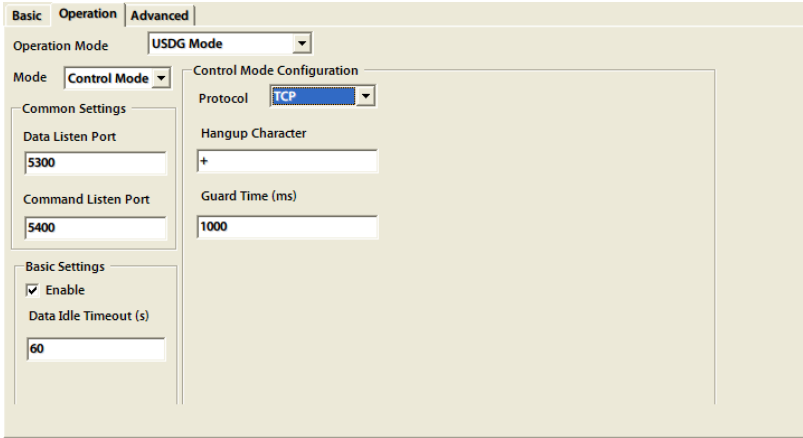 Basic Operation Advanced
Operation Mode USDG Mode
Mode Control Mode
Common Settings
Data Listen Port
5300
Command Listen Port
5400
Basic Settings
Enable
Data Idle Timeout (s)
60
Control Mode Configuration
Protocol TCP
Hangup Character
+
Guard Time (ms)
1000